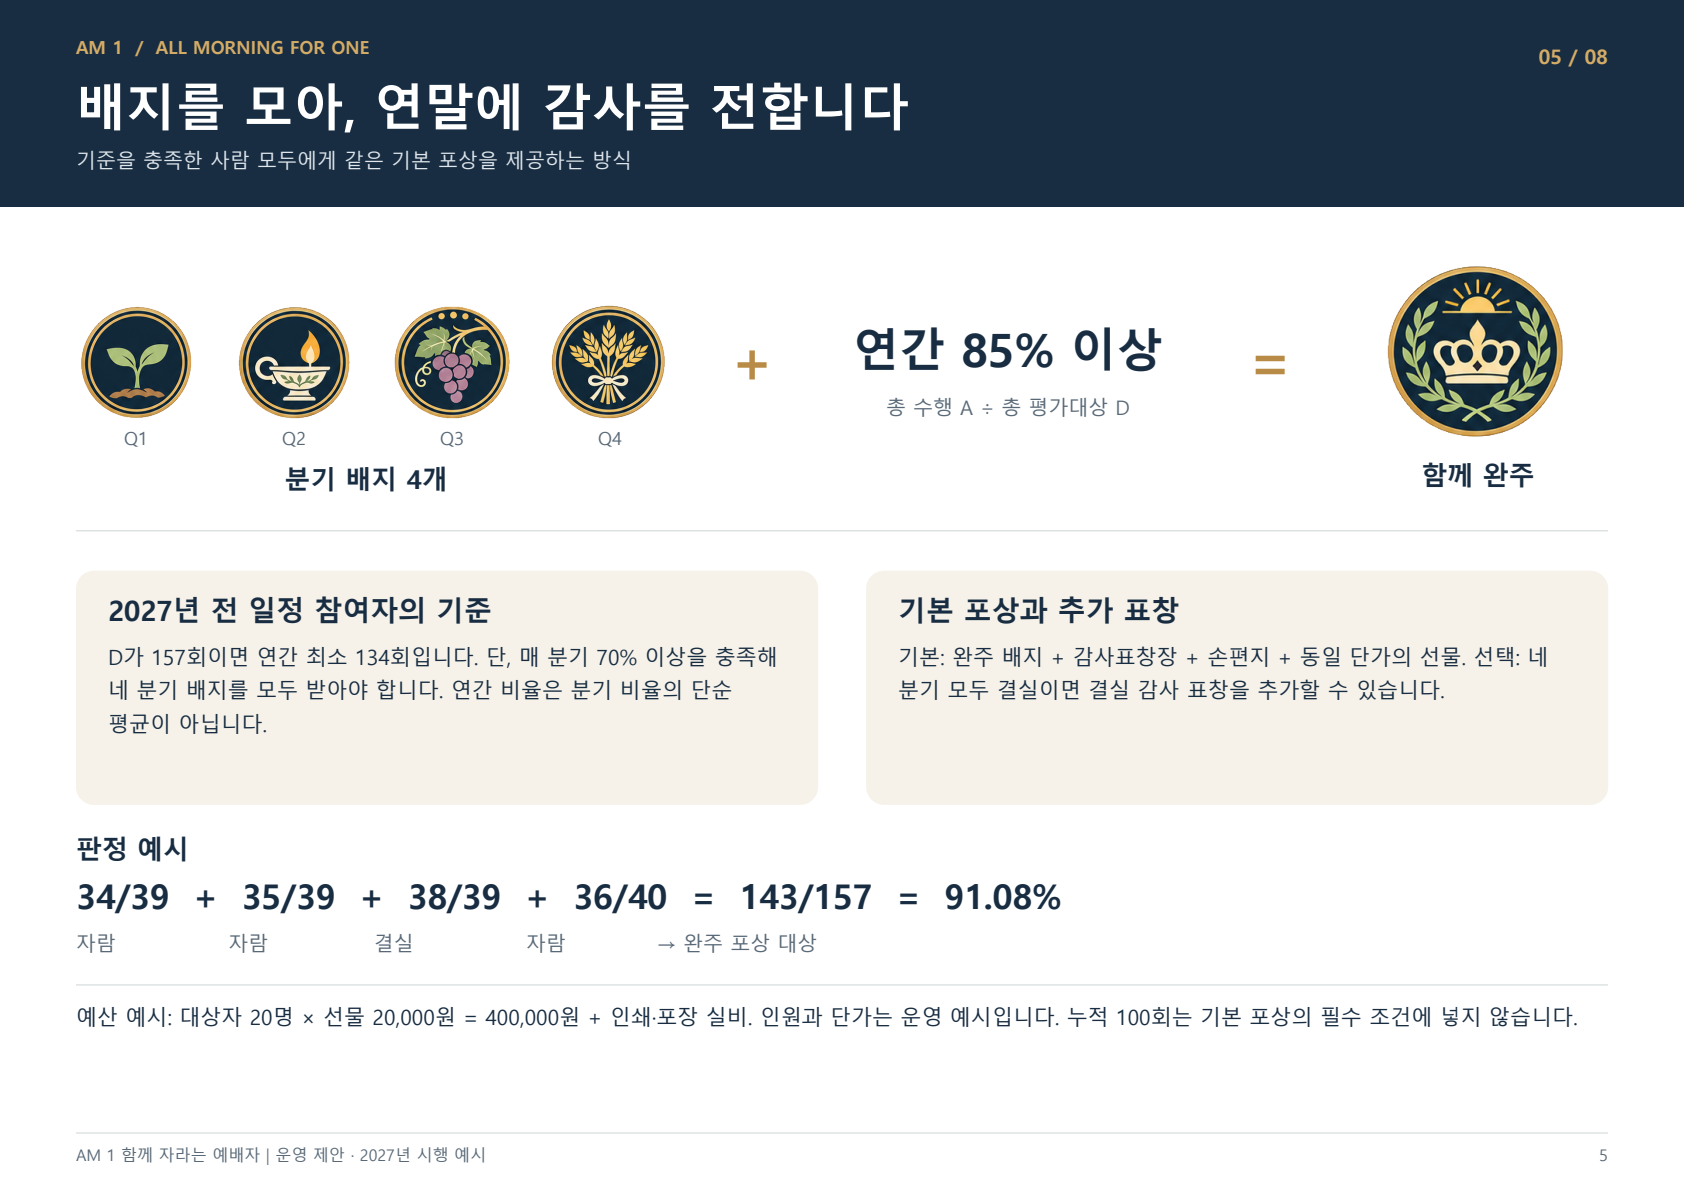 AM 1 / ALL MORNING FOR ONE
05 / 08
배지를 모아, 연말에 감사를 전합니다
기준을 충족한 사람 모두에게 같은 기본 포상을 제공하는 방식
Q1 Q2 Q3 Q4
분기 배지 4개
+
연간 85% 이상
총 수행 A ÷ 총 평가대상 D
=
함께 완주
2027년 전 일정 참여자의 기준
D가 157회이면 연간 최소 134회입니다. 단, 매 분기 70% 이상을 충족해
네 분기 배지를 모두 받아야 합니다. 연간 비율은 분기 비율의 단순
평균이 아닙니다.
기본 포상과 추가 표창
기본: 완주 배지 + 감사표창장 + 손편지 + 동일 단가의 선물. 선택: 네
분기 모두 결실이면 결실 감사 표창을 추가할 수 있습니다.
판정 예시
34/39 + 35/39 + 38/39 + 36/40 = 143/157 = 91.08%
자람 자람 결실 자람 → 완주 포상 대상
예산 예시: 대상자 20명 × 선물 20,000원 = 400,000원 + 인쇄·포장 실비. 인원과 단가는 운영 예시입니다. 누적 100회는 기본 포상의 필수 조건에 넣지 않습니다.
AM 1 함께 자라는 예배자 | 운영 제안 · 2027년 시행 예시
5